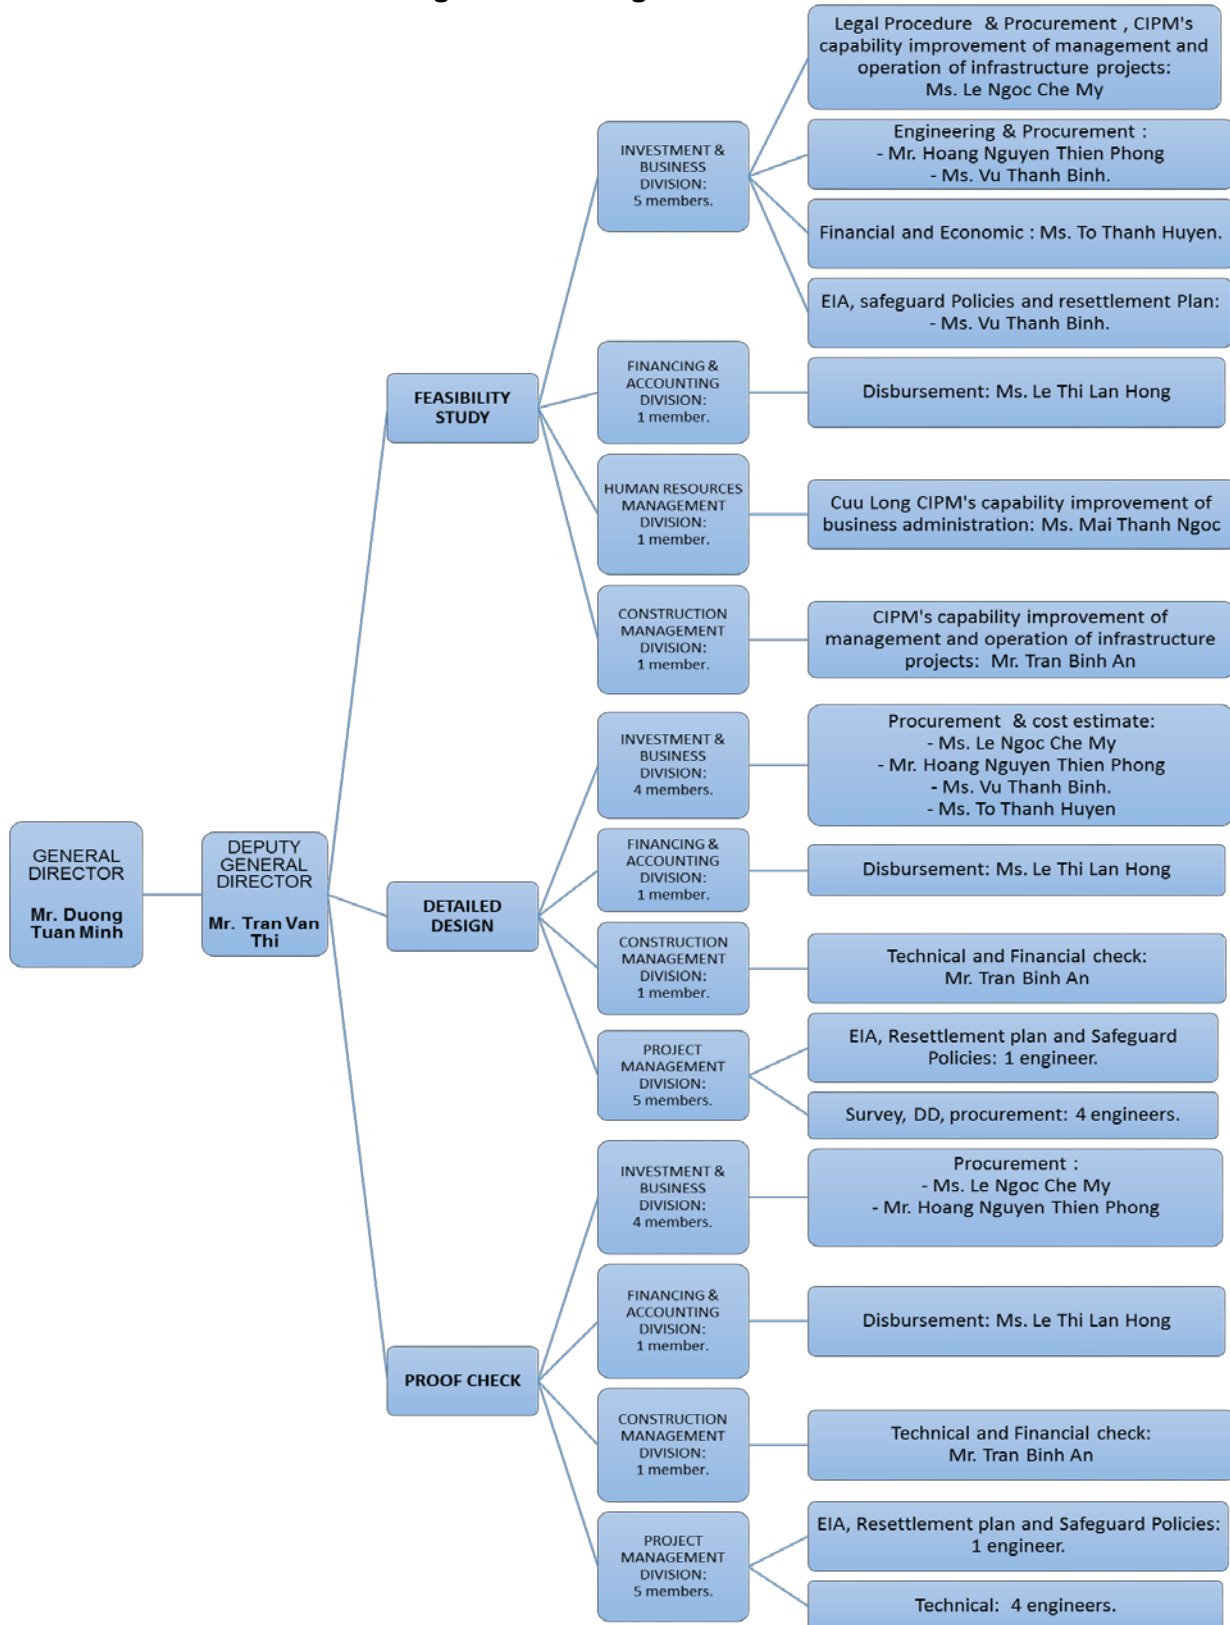 GENERAL
DIRECTOR
Mr. Duong
Tuan Minh
DEPUTY
GENERAL
DIRECTOR
Mr. Tran Van
Thi
FEASIBILITY
STUDY
INVESTMENT &
BUSINESS
DIVISION:
5 members.
Legal Procedure & Procurement , CIPM's
capability improvement of management and
operation of infrastructure projects:
Ms. Le Ngoc Che My
Engineering & Procurement :
- Mr. Hoang Nguyen Thien Phong
- Ms. Vu Thanh Binh.
Financial and Economic : Ms. To Thanh Huyen.
EIA, safeguard Policies and resettlement Plan:
- Ms. Vu Thanh Binh.
FINANCING &
ACCOUNTING
DIVISION:
1 member.
Disbursement: Ms. Le Thi Lan Hong
HUMAN RESOURCES
MANAGEMENT
DIVISION:
1 member.
Cuu Long CIPM's capability improvement of
business administration: Ms. Mai Thanh Ngoc
CONSTRUCTION
MANAGEMENT
DIVISION:
1 member.
CIPM's capability improvement of
management and operation of infrastructure
projects: Mr. Tran Binh An
DETAILED
DESIGN
INVESTMENT &
BUSINESS
DIVISION:
4 members.
Procurement & cost estimate:
- Ms. Le Ngoc Che My
- Mr. Hoang Nguyen Thien Phong
- Ms. Vu Thanh Binh.
- Ms. To Thanh Huyen
FINANCING &
ACCOUNTING
DIVISION:
1 member.
Disbursement: Ms. Le Thi Lan Hong
CONSTRUCTION
MANAGEMENT
DIVISION:
1 member.
Technical and Financial check:
Mr. Tran Binh An
PROJECT
MANAGEMENT
DIVISION:
5 members.
EIA, Resettlement plan and Safeguard
Policies: 1 engineer.
Survey, DD, procurement: 4 engineers.
PROOF CHECK
INVESTMENT &
BUSINESS
DIVISION:
4 members.
Procurement :
- Ms. Le Ngoc Che My
- Mr. Hoang Nguyen Thien Phong
FINANCING &
ACCOUNTING
DIVISION:
1 member.
Disbursement: Ms. Le Thi Lan Hong
CONSTRUCTION
MANAGEMENT
DIVISION:
1 member.
Technical and Financial check:
Mr. Tran Binh An
PROJECT
MANAGEMENT
DIVISION:
5 members.
EIA, Resettlement plan and Safeguard Policies:
1 engineer.
Technical: 4 engineers.